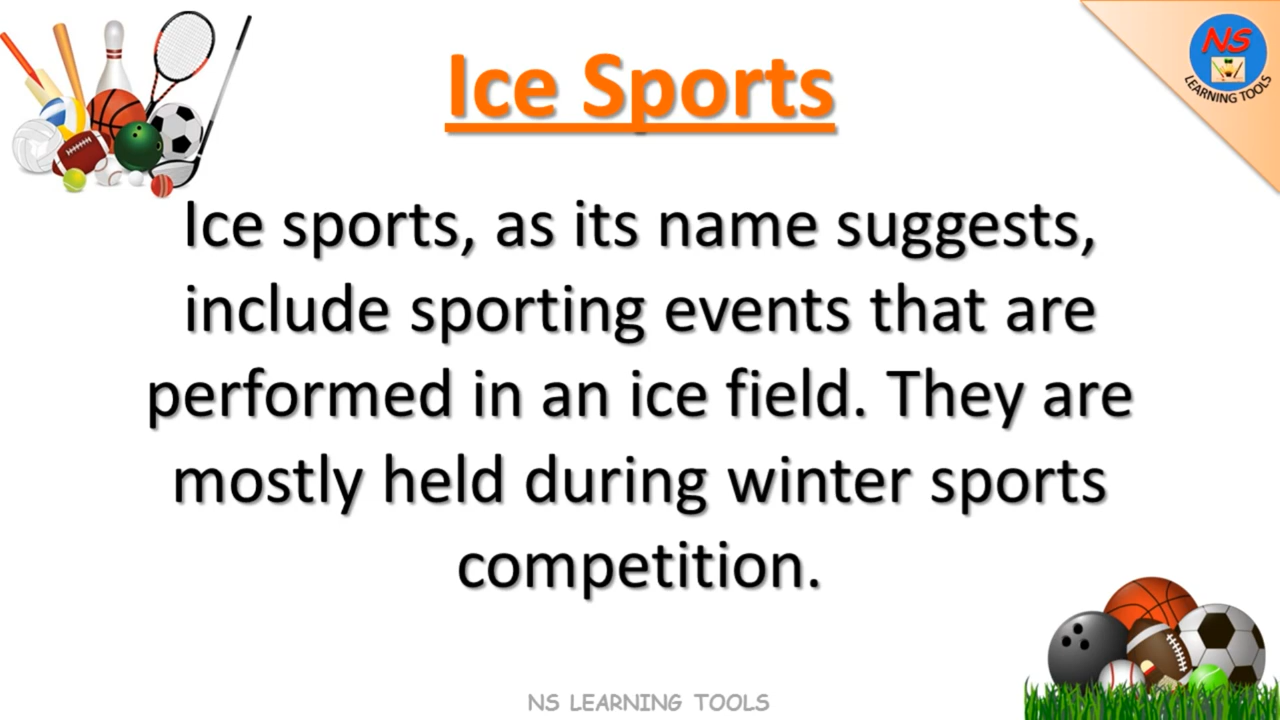 Ice Sports
NS
LEARNING TOOLS
Ice sports, as its name suggests,
include sporting events that are
performed in an ice field. They are
mostly held during winter sports
competition.
NS LEARNING TOOLS